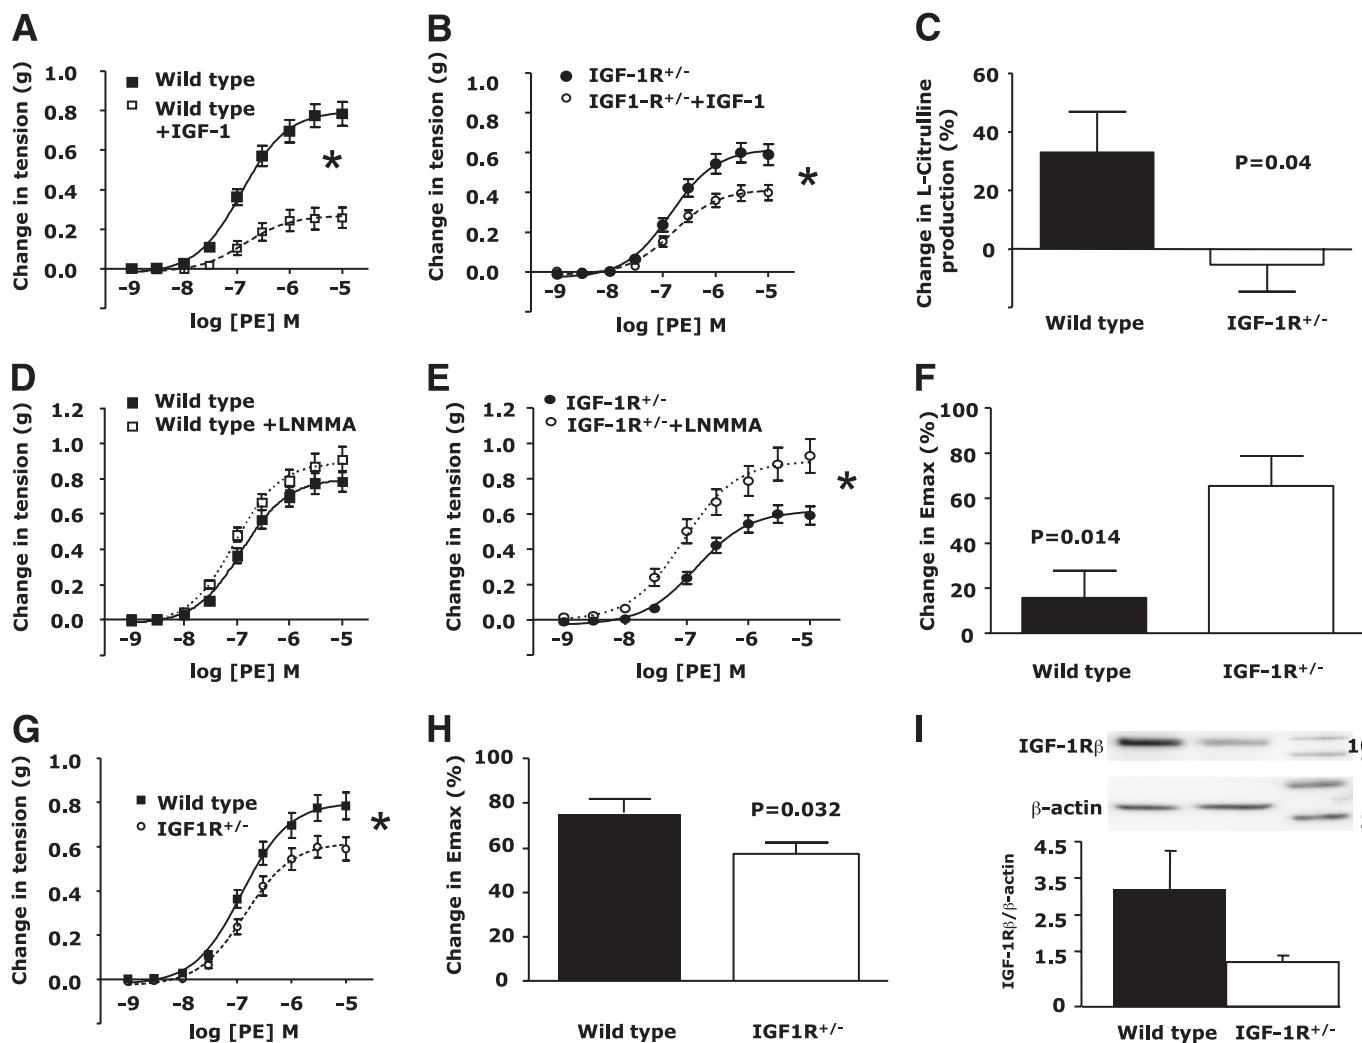 A
Change in tension (g)
1.0
0.8
0.6
0.4
0.2
0.0
Wild type
Wild type
+IGF-1
*
-9 -8 -7 -6 -5
log [PE] M
B
Change in tension (g)
1.0
0.8
0.6
0.4
0.2
0.0
IGF-1R+/-
IGF1-R+/-+IGF-1
*
-9 -8 -7 -6 -5
log [PE] M
C
Change in L-Citrulline
production (%)
60
40
20
0
P=0.04
Wild type IGF-1R+/-
D
Change in tension (g)
1.2
1.0
0.8
0.6
0.4
0.2
0.0
Wild type
Wild type +LNMMA
-9 -8 -7 -6 -5
log [PE] M
E
Change in tension (g)
1.2
1.0
0.8
0.6
0.4
0.2
0.0
IGF-1R+/-
IGF-1R+/-+LNMMA
*
-9 -8 -7 -6 -5
log [PE] M
F
Change in Emax (%)
100
80
60
40
20
0
P=0.014
Wild type IGF-1R+/-
G
Change in tension (g)
1.0
0.8
0.6
0.4
0.2
0.0
Wild type
IGF1R+/-
*
-9 -8 -7 -6 -5
log [PE] M
H
Change in Emax (%)
100
80
60
40
20
0
P=0.032
Wild type IGF1R+/-
I
IGF-1Rβ
β-actin
IGF-1Rβ/β-actin
4.5
3.5
2.5
1.5
0
Wild type IGF-1R+/-